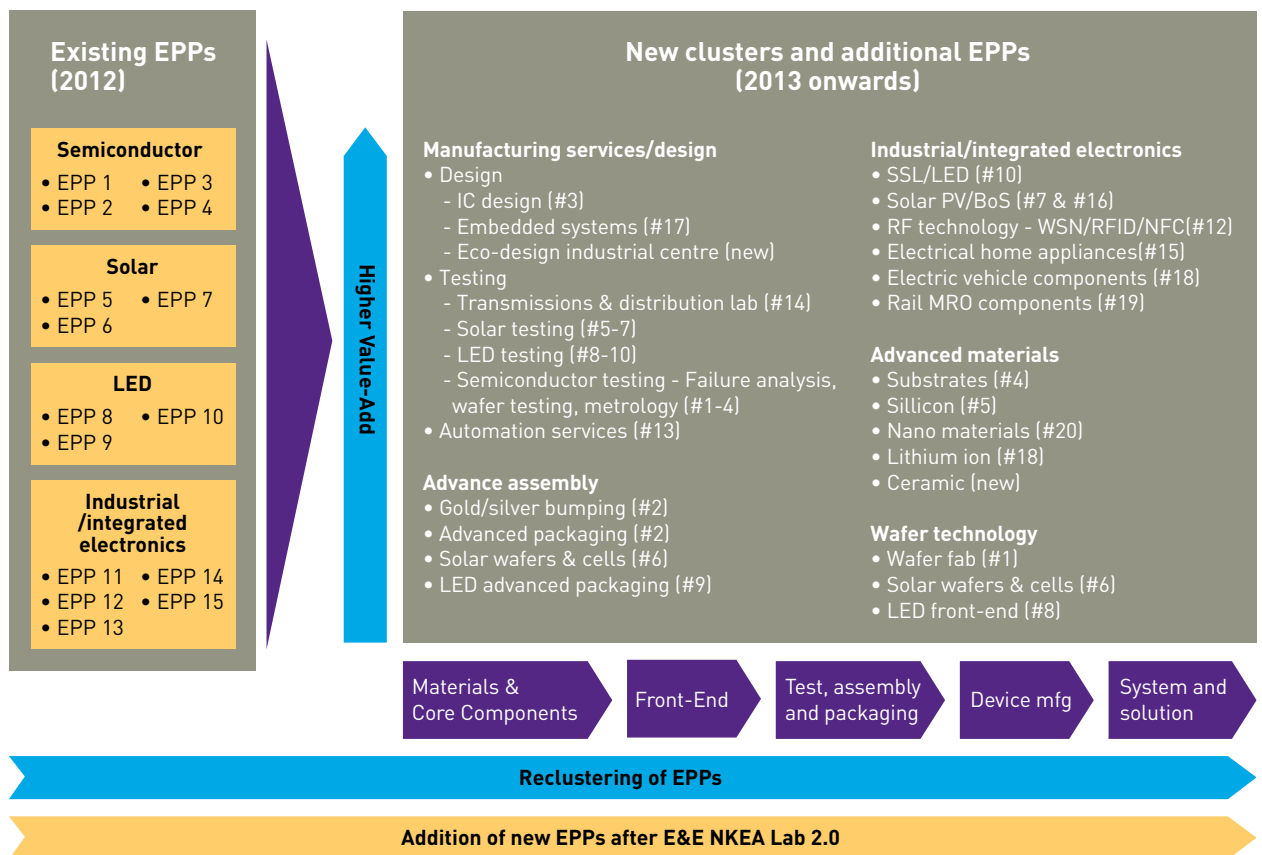 Existing EPPs
(2012)
Semiconductor
• EPP 1 • EPP 3
• EPP 2 • EPP 4
Solar
• EPP 5 • EPP 7
• EPP 6
LED
• EPP 8 • EPP 10
• EPP 9
Industrial
/integrated
electronics
• EPP 11 • EPP 14
• EPP 12 • EPP 15
• EPP 13
Higher Value-Add
New clusters and additional EPPs
(2013 onwards)
Manufacturing services/design
• Design
- IC design (#3)
- Embedded systems (#17)
- Eco-design industrial centre (new)
• Testing
- Transmissions & distribution lab (#14)
- Solar testing (#5-7)
- LED testing (#8-10)
- Semiconductor testing - Failure analysis,
wafer testing, metrology (#1-4)
• Automation services (#13)
Advance assembly
• Gold/silver bumping (#2)
• Advanced packaging (#2)
• Solar wafers & cells (#6)
• LED advanced packaging (#9)
Industrial/integrated electronics
• SSL/LED (#10)
• Solar PV/BoS (#7 & #16)
• RF technology - WSN/RFID/NFC(#12)
• Electrical home appliances(#15)
• Electric vehicle components (#18)
• Rail MRO components (#19)
Advanced materials
• Substrates (#4)
• Sillicon (#5)
• Nano materials (#20)
• Lithium ion (#18)
• Ceramic (new)
Wafer technology
• Wafer fab (#1)
• Solar wafers & cells (#6)
• LED front-end (#8)
Materials &
Core Components
Front-End
Test, assembly
and packaging
Device mfg
System and
solution
Reclustering of EPPs
Addition of new EPPs after E&E NKEA Lab 2.0